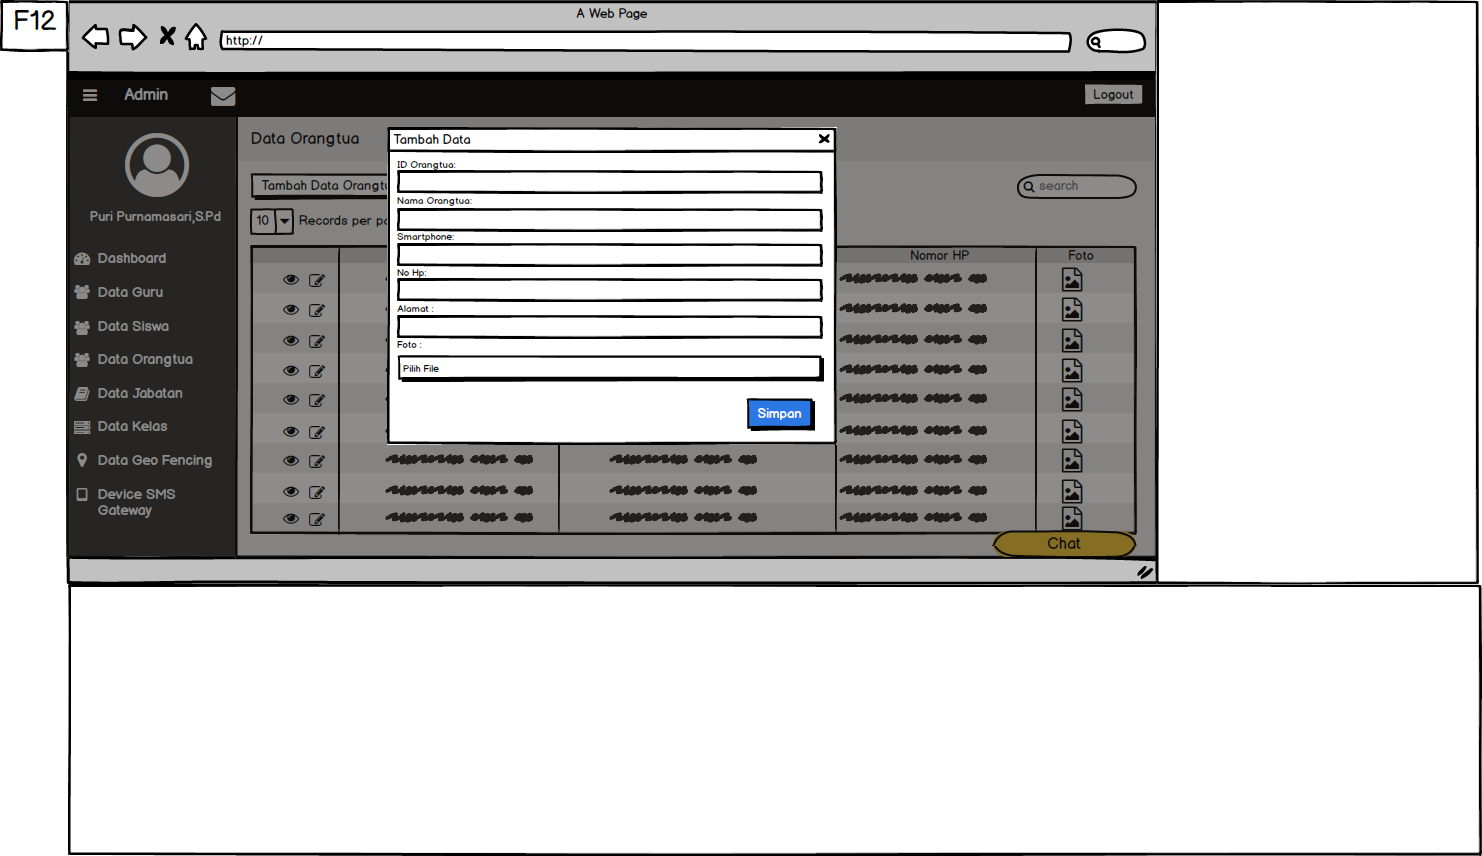 F12
A Web Page
http://
Admin
Logout
Puri Purnamasari,S.Pd
Dashboard
Data Guru
Data Siswa
Data Orangtua
Data Jabatan
Data Kelas
Data Geo Fencing
Device SMS
Gateway
Data Orangtua
Tambah Data Orangtu
search
10 Records per pa
Nomor HP Foto
Tambah Data
ID Orangtua:
Nama Orangtua:
Smartphone:
No Hp:
Alamat :
Foto :
Pilih File
Simpan
Chat